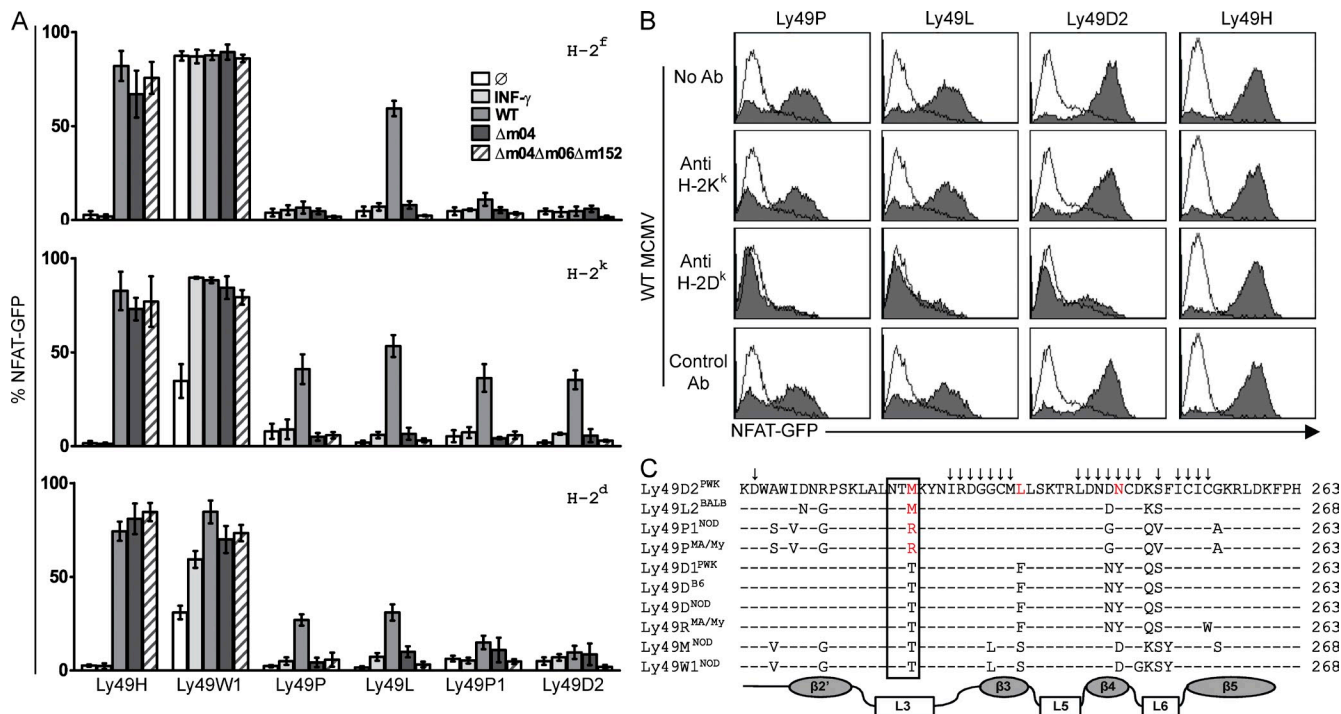 A
% NFAT-GFP
100
50
0
H-2f
Ø
INF-γ
WT
Δm04
Δm04Δm06Δm152
100
50
0
H-2k
100
50
0
H-2d
Ly49H Ly49W1 Ly49P Ly49L Ly49P1 Ly49D2
B
Ly49P Ly49L Ly49D2 Ly49H
WT MCMV
No Ab
Anti H-2Kk
Anti H-2Dk
Control Ab
NFAT-GFP
C
Ly49D2PWK KDWAWIDNRPSKLALNTMKYNIRDGGCMLLSKTRLDNDNCDKSFICICGKRLDKFPH 263
Ly49L2BALB ------N-G--------M-------------------D---KS-------------- 268
Ly49P1NOD ---S-V--G--------R-------------------G---QV-----A-------- 263
Ly49PMA/My ---S-V--G--------R-------------------G---QV-----A-------- 263
Ly49D1PWK -----------------T----------F--------NY--QS-------------- 263
Ly49DB6 -----------------T----------F--------NY--QS-------------- 263
Ly49DNOD -----------------T----------F--------NY--QS-------------- 263
Ly49RMA/My -----------------T----------F--------NY--QS----W--------- 263
Ly49MNOD ---V----G--------T-------L--S---------D--KSY----G-------- 268
Ly49W1NOD ---V----G--------T-------L--S---------D-GKSY------------- 268
β2' L3 β3 L5 β4 L6 β5